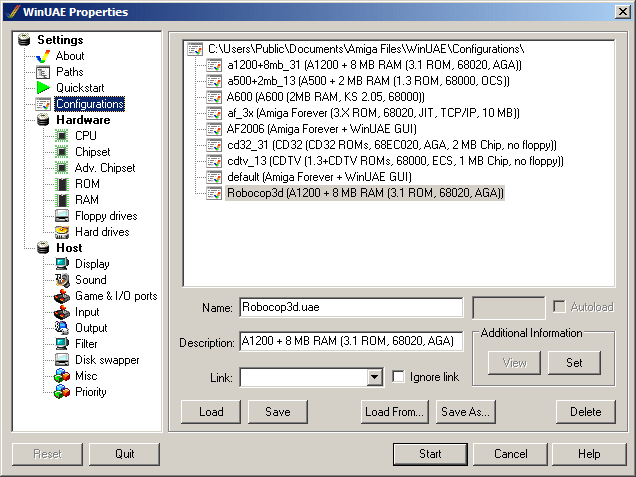 WinUAE Properties
Settings
About
Paths
Quickstart
Configurations
Hardware
CPU
Chipset
Adv. Chipset
ROM
RAM
Floppy drives
Hard drives
Host
Display
Sound
Game & I/O ports
Input
Output
Filter
Disk swapper
Misc
Priority
C:\Users\Public\Documents\Amiga Files\WinUAE\Configurations\
a1200+8mb_31 (A1200 + 8 MB RAM (3.1 ROM, 68020, AGA))
a500+2mb_13 (A500 + 2 MB RAM (1.3 ROM, 68000, OCS))
A600 (A600 (2MB RAM, KS 2.05, 68000))
af_3x (Amiga Forever (3.X ROM, 68020, JIT, TCP/IP, 10 MB))
AF2006 (Amiga Forever + WinUAE GUI)
cd32_31 (CD32 (CD32 ROMs, 68EC020, AGA, 2 MB Chip, no floppy))
cdtv_13 (CDTV (1.3+CDTV ROMs, 68000, ECS, 1 MB Chip, no floppy))
default (Amiga Forever + WinUAE GUI)
Robocop3d (A1200 + 8 MB RAM (3.1 ROM, 68020, AGA))
Name: Robocop3d.uae Autoload
Description: A1200 + 8 MB RAM (3.1 ROM, 68020, AGA)
Additional Information
View Set
Link: Ignore link
Load Save Load From... Save As... Delete
Reset Quit Start Cancel Help